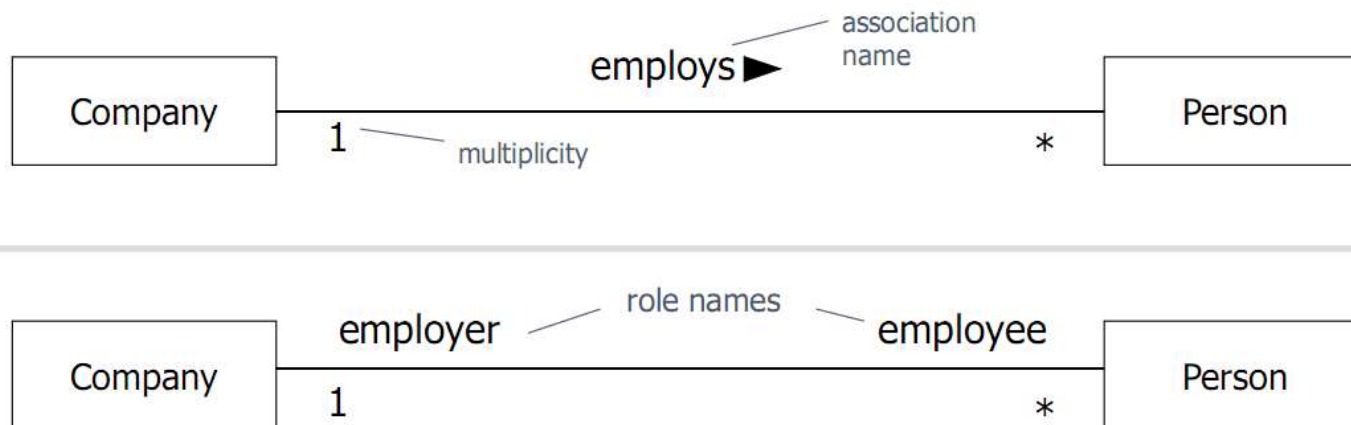 association
name
employs ►
Company
Person
1
multiplicity
*
role names
employer
employee
Company
Person
1
*